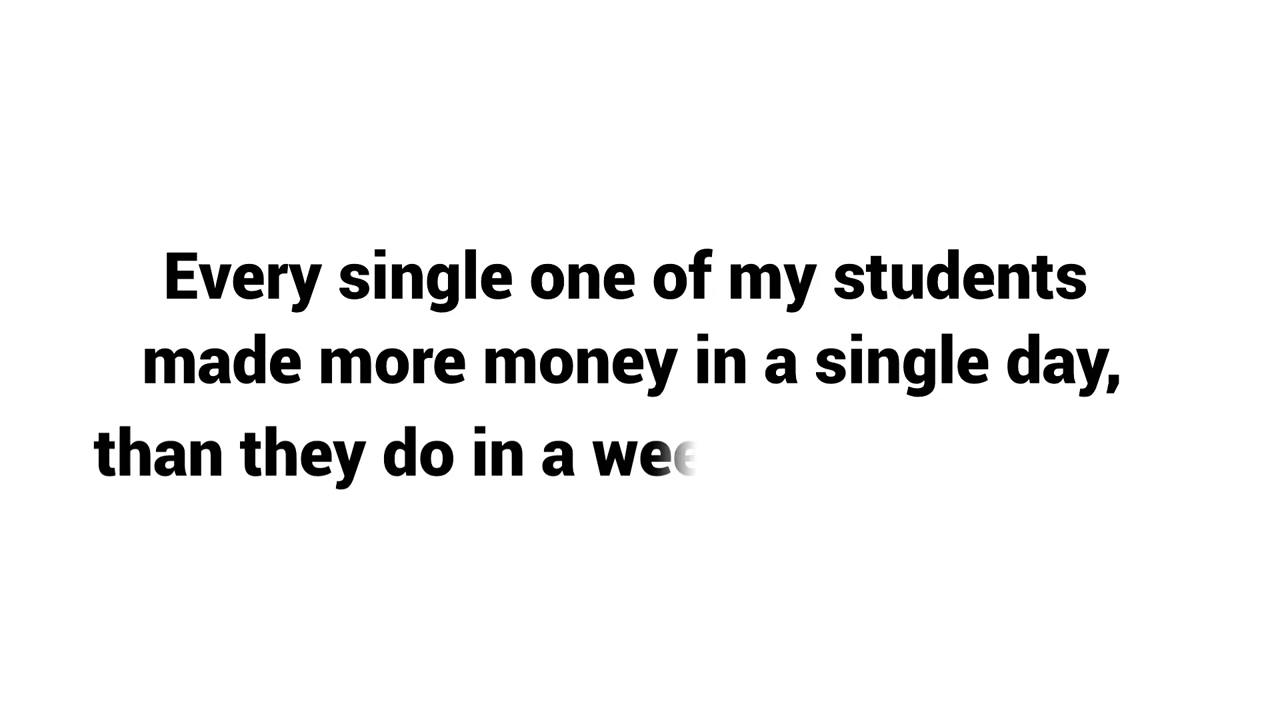 Every single one of my students
made more money in a single day,
than they do in a wee